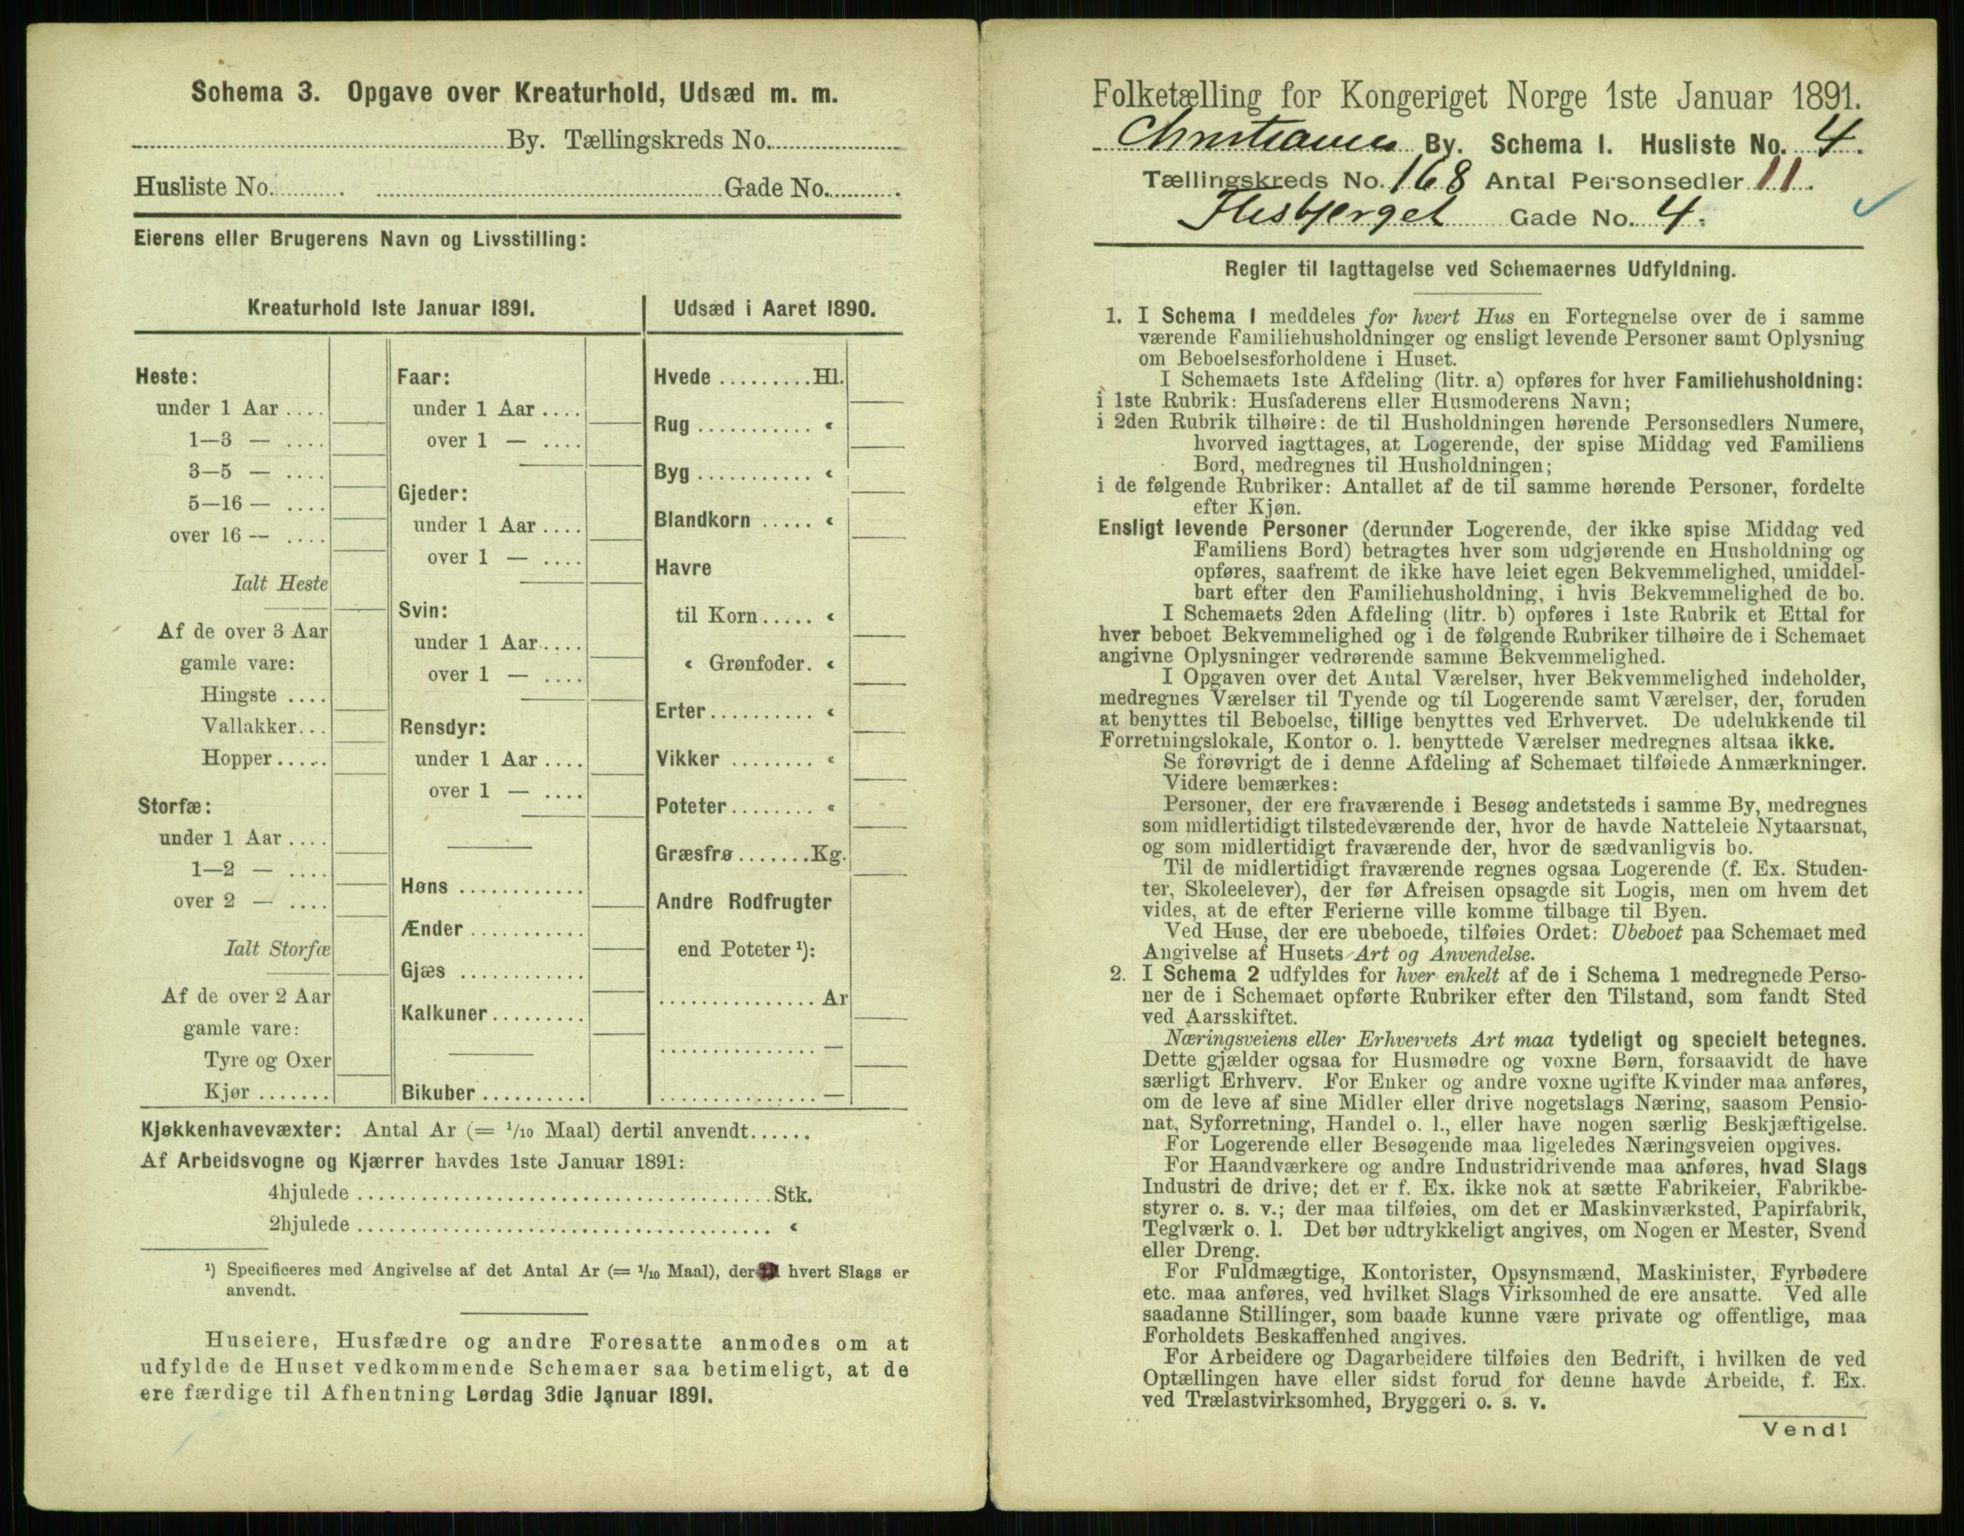 Schema 3. Opgave over Kreaturhold, Udsæd m. m.
By. Tællingskreds No.
Husliste No. Gade No.
Eierens eller Brugerens Navn og Livsstilling:
Kreaturhold 1ste Januar 1891.
Udsæd i Aaret 1890.
Heste:
under 1 Aar
1—3 —
3—5 —
5—16 —
over 16 —
Ialt Heste
Af de over 3 Aar
gamle vare:
Hingste
Vallakker
Hopper
Storfæ:
under 1 Aar
1—2 —
over 2 —
Ialt Storfæ
Af de over 2 Aar
gamle vare:
Tyre og Oxer
Kjør
Faar:
under 1 Aar
over 1 —
Gjeder:
under 1 Aar
over 1 —
Svin:
under 1 Aar
over 1 —
Rensdyr:
under 1 Aar
over 1 —
Høns
Ænder
Gjæs
Kalkuner
Bikuber
Hvede Hl.
Rug «
Byg «
Blandkorn «
Havre
til Korn «
« Grønfoder «
Erter «
Vikker «
Poteter «
Græsfrø Kg.
Andre Rodfrugter
end Poteter ¹):
Ar
—
—
Kjøkkenhavevæxter: Antal Ar (= 1/10 Maal) dertil anvendt
Af Arbeidsvogne og Kjærrer havdes 1ste Januar 1891:
4hjulede Stk.
2hjulede «
¹) Specificeres med Angivelse af det Antal Ar (= 1/10 Maal), der hvert Slags er
anvendt.
Huseiere, Husfædre og andre Foresatte anmodes om at
udfylde de Huset vedkommende Schemaer saa betimeligt, at de
ere færdige til Afhentning Lørdag 3die Januar 1891.
Folketælling for Kongeriget Norge 1ste Januar 1891.
Christiania By. Schema 1. Husliste No. 4.
Tællingskreds No. 168 Antal Personsedler 11.
Flisbjerget Gade No. 4.
Regler til Iagttagelse ved Schemaernes Udfyldning.
1. I Schema 1 meddeles for hvert Hus en Fortegnelse over de i samme
værende Familiehusholdninger og ensligt levende Personer samt Oplysning
om Beboelsesforholdene i Huset.
I Schemaets 1ste Afdeling (litr. a) opføres for hver Familiehusholdning:
i 1ste Rubrik: Husfaderens eller Husmoderens Navn;
i 2den Rubrik tilhøire: de til Husholdningen hørende Personsedlers Numere,
hvorved iagttages, at Logerende, der spise Middag ved Familiens
Bord, medregnes til Husholdningen;
i de følgende Rubriker: Antallet af de til samme hørende Personer, fordelte
efter Kjøn.
Ensligt levende Personer (derunder Logerende, der ikke spise Middag ved
Familiens Bord) betragtes hver som udgjørende en Husholdning og
opføres, saafremt de ikke have leiet egen Bekvemmelighed, umiddel-
bart efter den Familiehusholdning, i hvis Bekvemmelighed de bo.
I Schemaets 2den Afdeling (litr. b) opføres i 1ste Rubrik et Ettal for
hver beboet Bekvemmelighed og i de følgende Rubriker tilhøire de i Schemaet
angivne Oplysninger vedrørende samme Bekvemmelighed.
I Opgaven over det Antal Værelser, hver Bekvemmelighed indeholder,
medregnes Værelser til Tyende og til Logerende samt Værelser, der, foruden
at benyttes til Beboelse, tillige benyttes ved Erhvervet. De udelukkende til
Forretningslokale, Kontor o. l. benyttede Værelser medregnes altsaa ikke.
Se forøvrigt de i denne Afdeling af Schemaet tilføiede Anmærkninger.
Videre bemærkes:
Personer, der ere fraværende i Besøg andetsteds i samme By, medregnes
som midlertidigt tilstedeværende der, hvor de havde Natteleie Nytaarsnat,
og som midlertidigt fraværende der, hvor de sædvanligvis bo.
Til de midlertidigt fraværende regnes ogsaa Logerende (f. Ex. Studen-
ter, Skoleelever), der før Afreisen opsagde sit Logis, men om hvem det
vides, at de efter Ferierne ville komme tilbage til Byen.
Ved Huse, der ere ubeboede, tilføies Ordet: Ubeboet paa Schemaet med
Angivelse af Husets Art og Anvendelse.
2. I Schema 2 udfyldes for hver enkelt af de i Schema 1 medregnede Perso-
ner de i Schemaet opførte Rubriker efter den Tilstand, som fandt Sted
ved Aarsskiftet.
Næringsveiens eller Erhvervets Art maa tydeligt og specielt betegnes.
Dette gjælder ogsaa for Husmødre og voxne Børn, forsaavidt de have
særligt Erhverv. For Enker og andre voxne ugifte Kvinder maa anføres,
om de leve af sine Midler eller drive nogetslags Næring, saasom Pensio-
nat, Syforretning, Handel o. l., eller have nogen særlig Beskjæftigelse.
For Logerende eller Besøgende maa ligeledes Næringsveien opgives.
For Haandværkere og andre Industridrivende maa anføres, hvad Slags
Industri de drive; det er f. Ex. ikke nok at sætte Fabrikeier, Fabrikbe-
styrer o. s. v.; der maa tilføies, om det er Maskinværksted, Papirfabrik,
Teglværk o. l. Det bør udtrykkeligt angives, om Nogen er Mester, Svend
eller Dreng.
For Fuldmægtige, Kontorister, Opsynsmænd, Maskinister, Fyrbødere
etc. maa anføres, ved hvilket Slags Virksomhed de ere ansatte. Ved alle
saadanne Stillinger, som baade kunne være private og offentlige, maa
Forholdets Beskaffenhed angives.
For Arbeidere og Dagarbeidere tilføies den Bedrift, i hvilken de ved
Optællingen have eller sidst forud for denne havde Arbeide, f. Ex.
ved Trælastvirksomhed, Bryggeri o. s. v.
Vend!